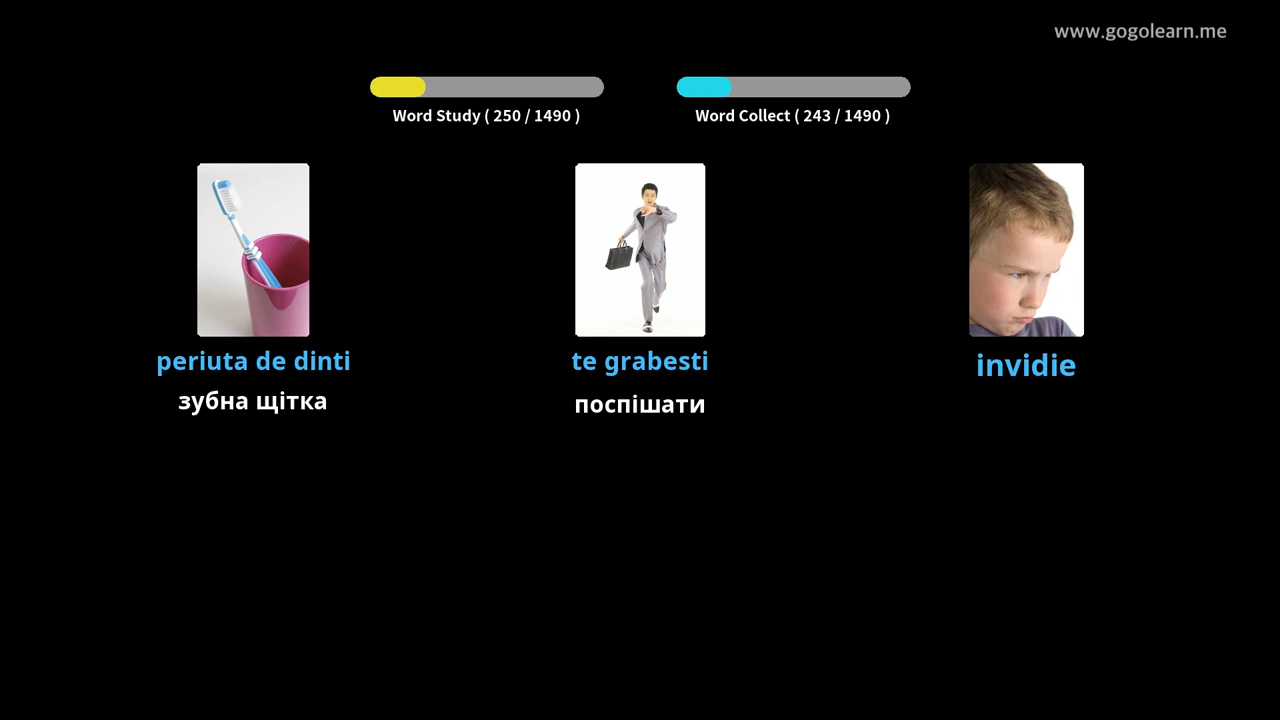 www.gogolearn.me
Word Study ( 250 / 1490 )
Word Collect ( 243 / 1490 )
periuta de dinti
зубна щітка
te grabesti
поспішати
invidie